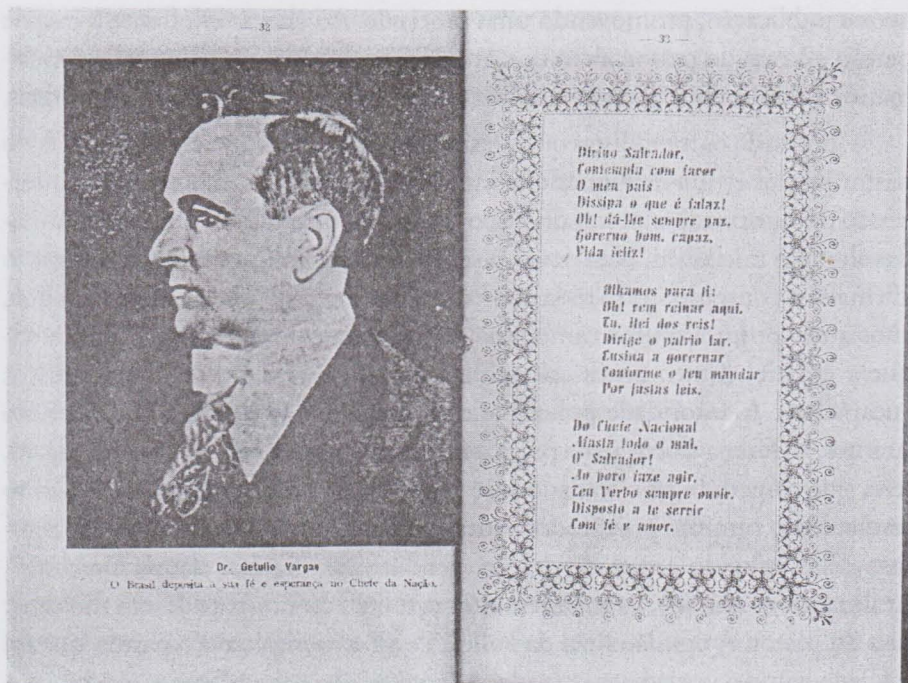 — 32 —
Dr. Getulio Vargas
O Brasil deposita a sua fé e esperança no Chefe da Nação.
Divino Salvador,
Contempla com favor
O meu pais
Dissipa o que é falaz!
Oh! dá-lhe sempre paz,
Governo bom, capaz,
Vida feliz!
Olhamos para ti;
Oh! vem reinar aqui,
Tu, Rei dos reis!
Dirige o patrio lar,
Ensina a governar
Conforme o teu mandar
Por justas leis.
Do Chefe Nacional
Afasta todo o mal,
O' Salvador!
Ao povo faze agir,
Teu Verbo sempre ouvir,
Disposto a te servir
Com fé e amor.